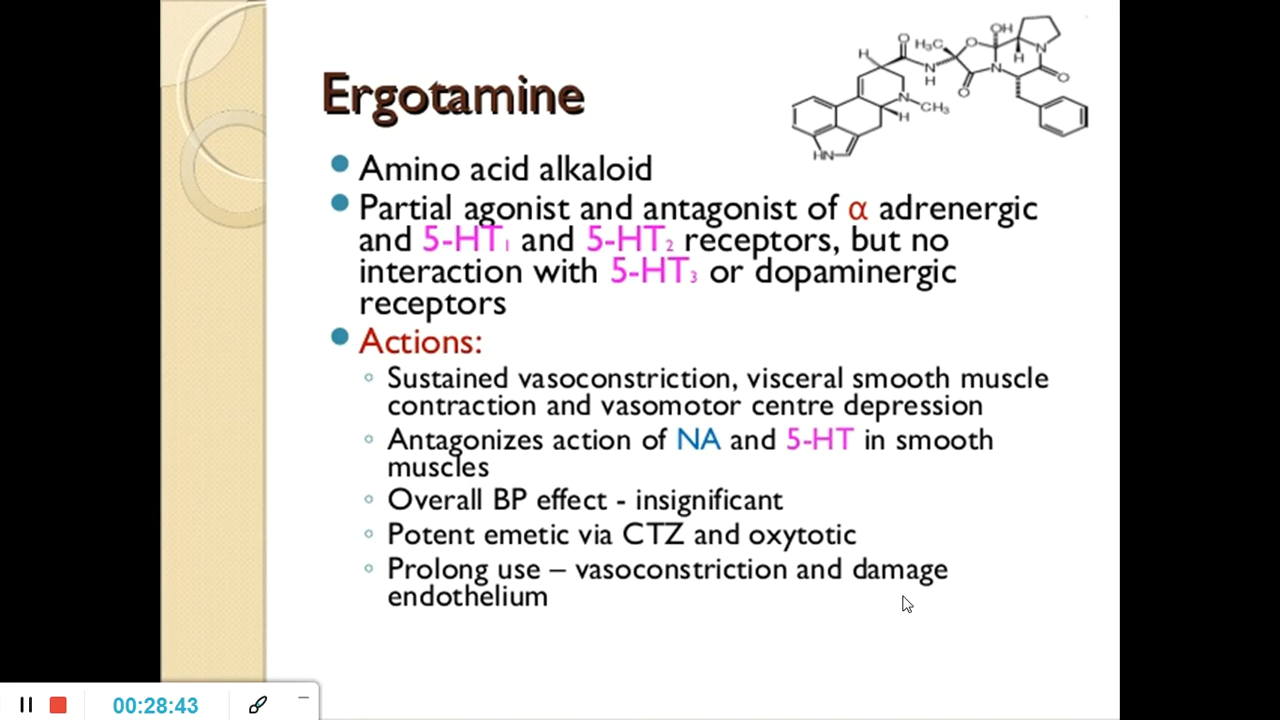 Ergotamine
H
O
H₃C
O
OH
N
H
N
H
N
O
O
N
CH₃
H
HN
Amino acid alkaloid
Partial agonist and antagonist of α adrenergic
and 5-HT₁ and 5-HT₂ receptors, but no
interaction with 5-HT₃ or dopaminergic
receptors
Actions:
Sustained vasoconstriction, visceral smooth muscle
contraction and vasomotor centre depression
Antagonizes action of NA and 5-HT in smooth
muscles
Overall BP effect - insignificant
Potent emetic via CTZ and oxytotic
Prolong use – vasoconstriction and damage
endothelium
00:28:43